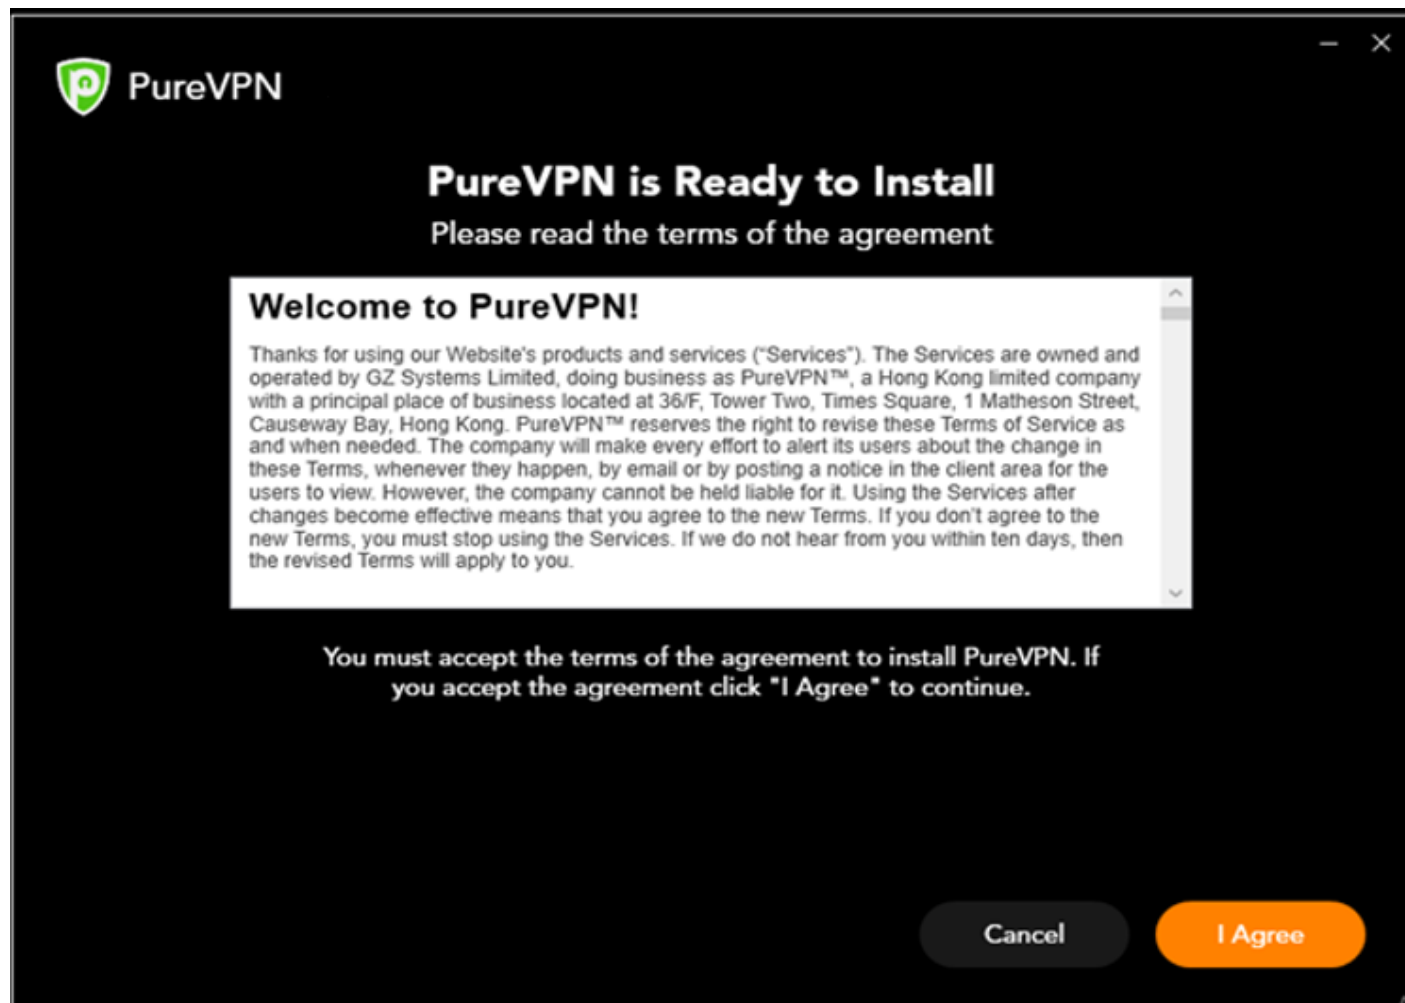 PureVPN
PureVPN is Ready to Install
Please read the terms of the agreement
Welcome to PureVPN!
Thanks for using our Website's products and services (“Services”). The Services are owned and
operated by GZ Systems Limited, doing business as PureVPN™, a Hong Kong limited company
with a principal place of business located at 36/F, Tower Two, Times Square, 1 Matheson Street,
Causeway Bay, Hong Kong. PureVPN™ reserves the right to revise these Terms of Service as
and when needed. The company will make every effort to alert its users about the change in
these Terms, whenever they happen, by email or by posting a notice in the client area for the
users to view. However, the company cannot be held liable for it. Using the Services after
changes become effective means that you agree to the new Terms. If you don’t agree to the
new Terms, you must stop using the Services. If we do not hear from you within ten days, then
the revised Terms will apply to you.
You must accept the terms of the agreement to install PureVPN. If
you accept the agreement click "I Agree" to continue.
Cancel
I Agree